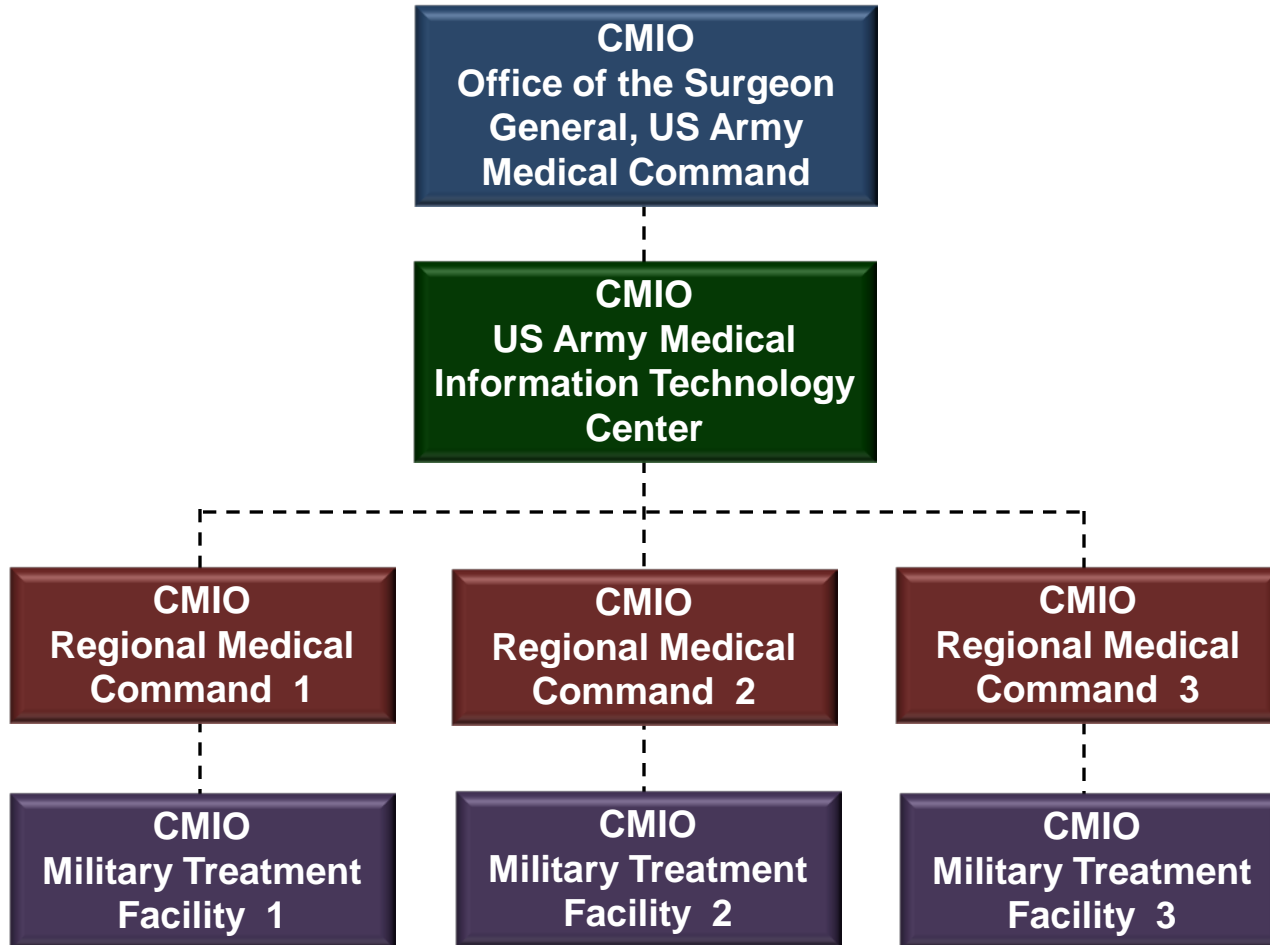 CMIO
Office of the Surgeon
General, US Army
Medical Command
CMIO
US Army Medical
Information Technology
Center
CMIO
Regional Medical
Command 1
CMIO
Regional Medical
Command 2
CMIO
Regional Medical
Command 3
CMIO
Military Treatment
Facility 1
CMIO
Military Treatment
Facility 2
CMIO
Military Treatment
Facility 3